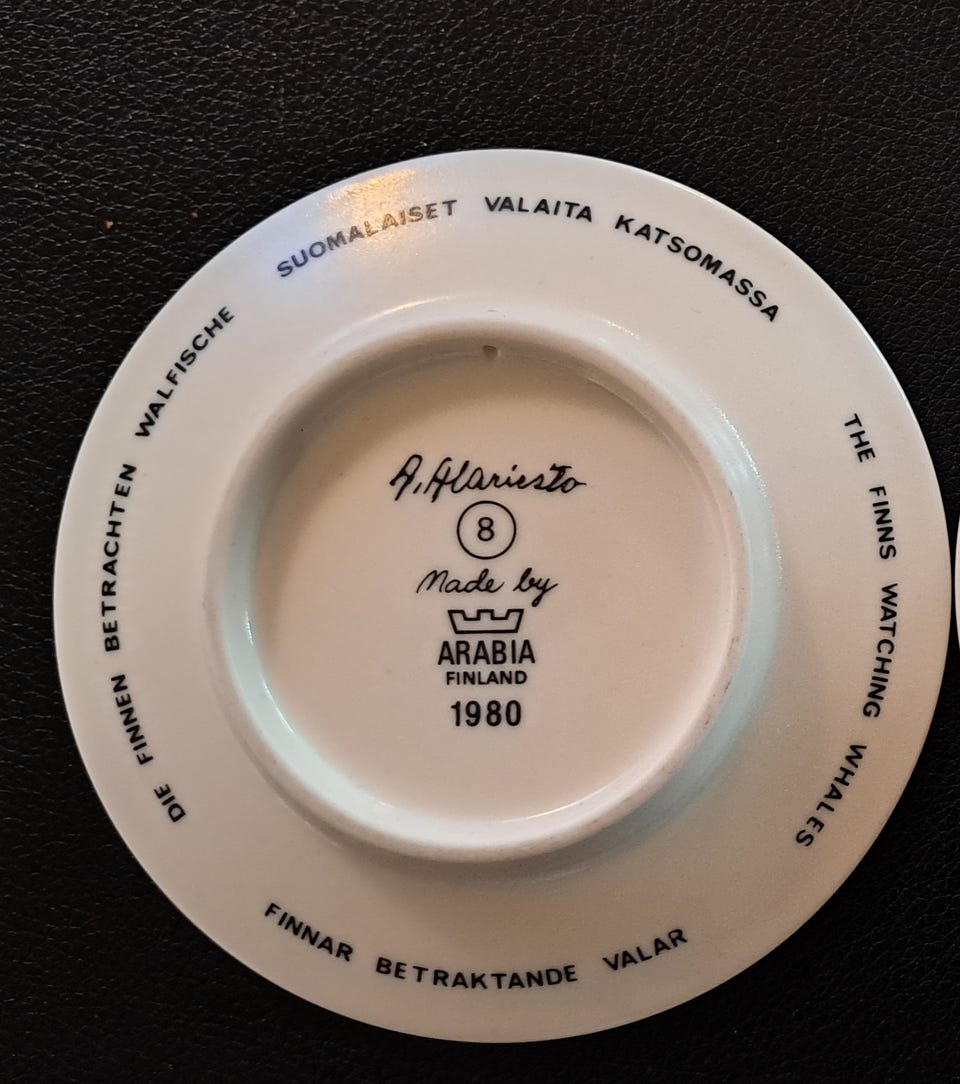 SUOMALAISET VALAITA KATSOMASSA
THE FINNS WATCHING WHALES
FINNAR BETRAKTANDE VALAR
DIE FINNEN BETRACHTEN WALFISCHE
A. Alariesto
8
Made by
ARABIA
FINLAND
1980